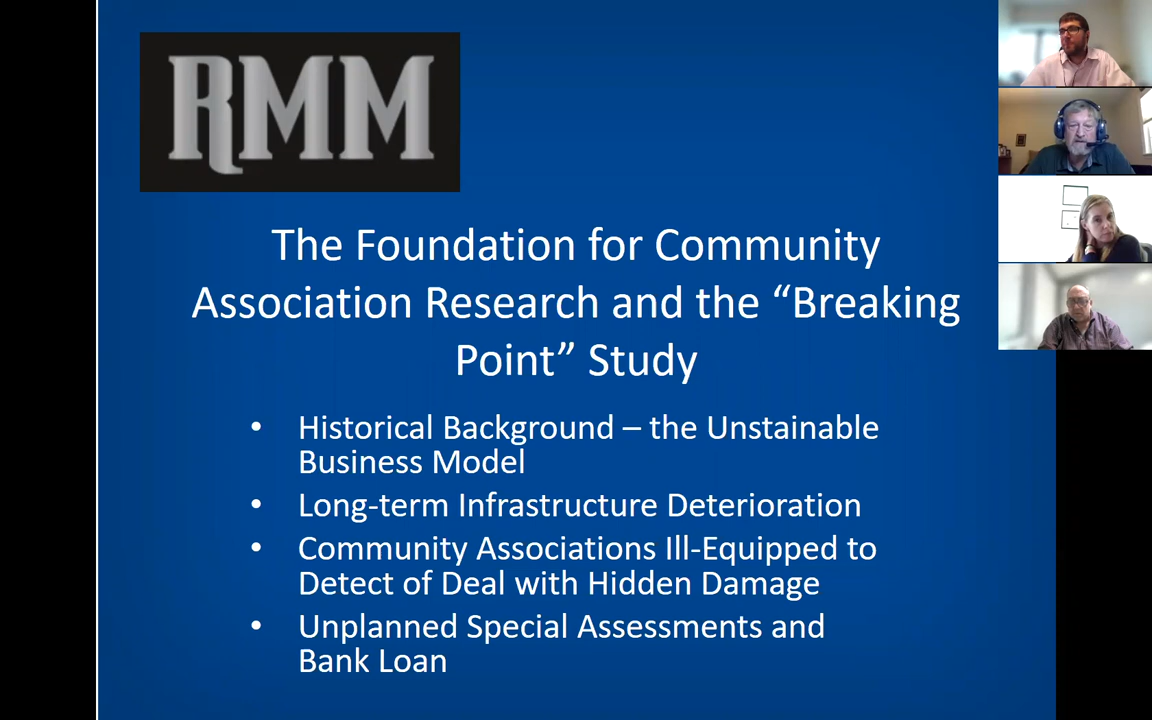 RMM
The Foundation for Community
Association Research and the “Breaking
Point” Study
• Historical Background – the Unstainable
Business Model
• Long-term Infrastructure Deterioration
• Community Associations Ill-Equipped to
Detect of Deal with Hidden Damage
• Unplanned Special Assessments and
Bank Loan